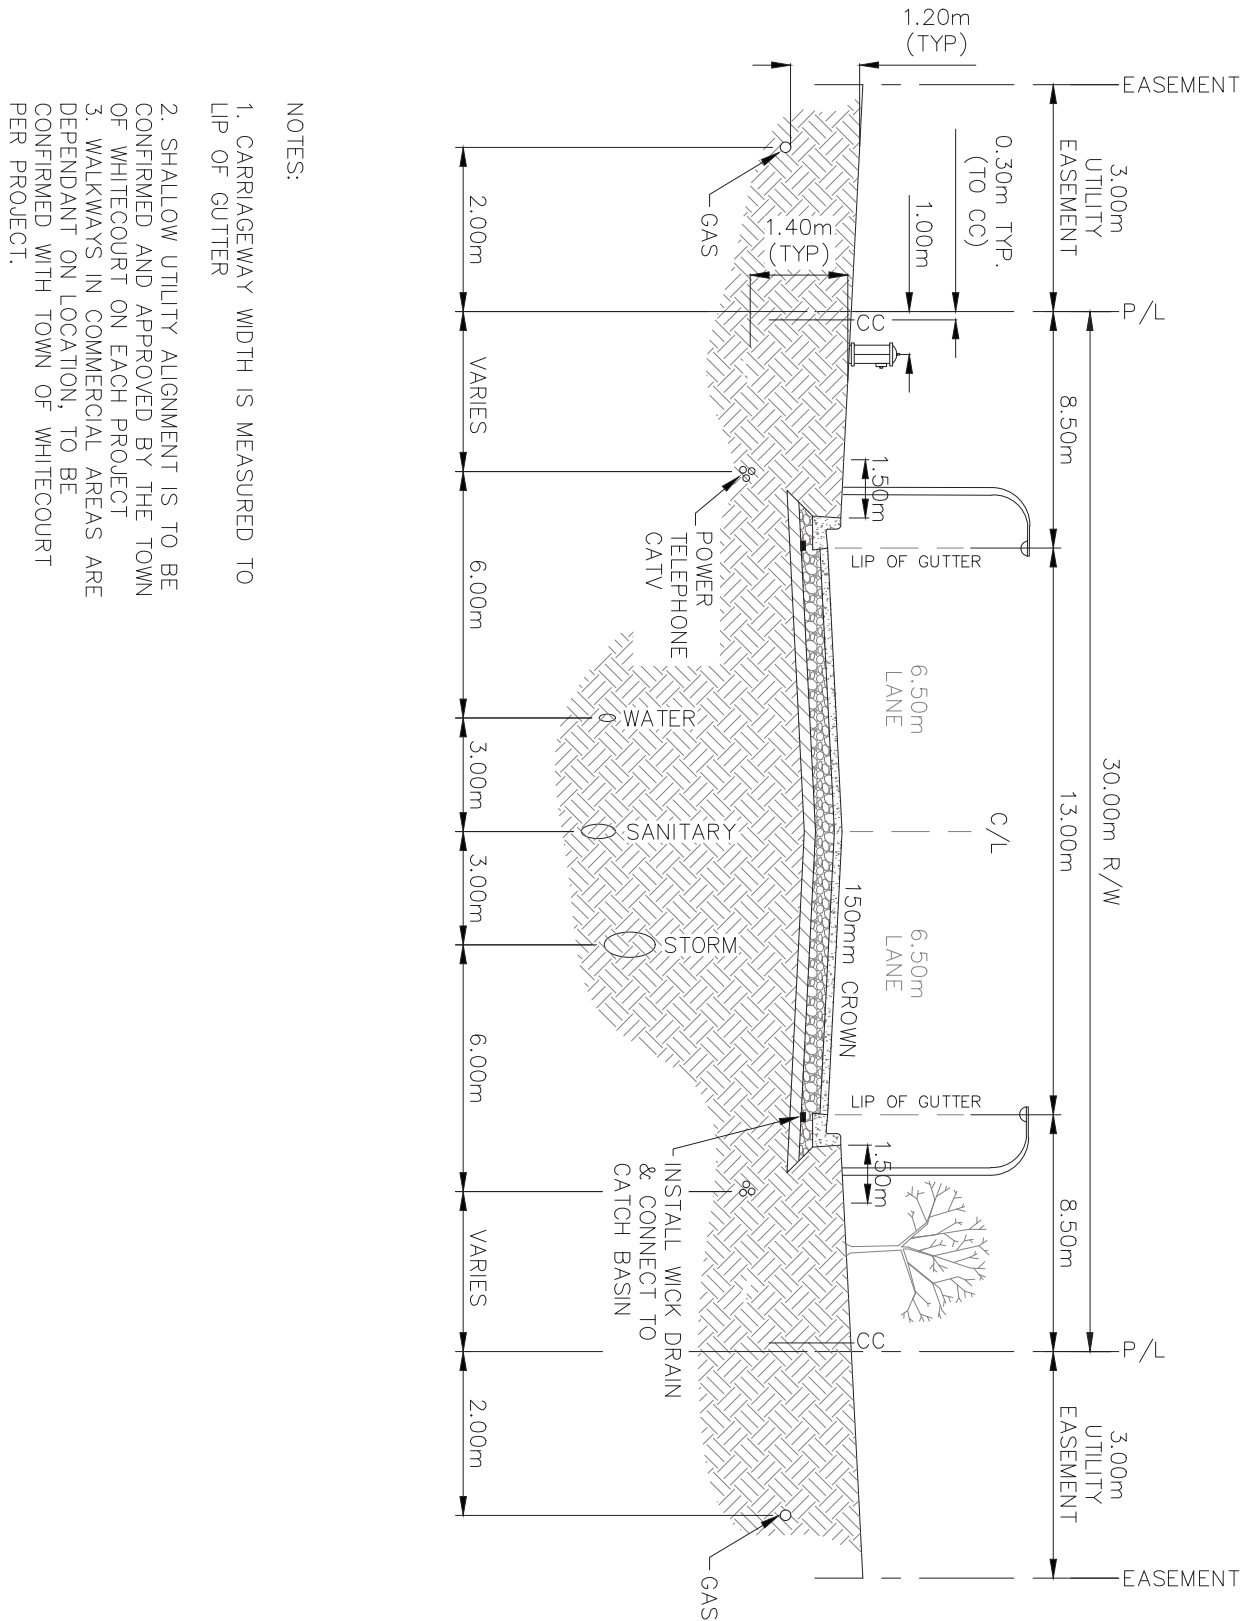 EASEMENT
3.00m
UTILITY
EASEMENT
P/L
30.00m R/W
P/L
3.00m
UTILITY
EASEMENT
EASEMENT
8.50m
13.00m
8.50m
1.20m
(TYP)
0.30m TYP.
(TO CC)
1.00m
C/L
6.50m
LANE
6.50m
LANE
CC
1.50m
LIP OF GUTTER
150mm CROWN
LIP OF GUTTER
1.50m
CC
1.40m
(TYP)
GAS
POWER
TELEPHONE
CATV
WATER
SANITARY
STORM
INSTALL WICK DRAIN
& CONNECT TO
CATCH BASIN
GAS
2.00m
VARIES
6.00m
3.00m
3.00m
6.00m
VARIES
2.00m
NOTES:
1. CARRIAGEWAY WIDTH IS MEASURED TO
LIP OF GUTTER
2. SHALLOW UTILITY ALIGNMENT IS TO BE
CONFIRMED AND APPROVED BY THE TOWN
OF WHITECOURT ON EACH PROJECT
3. WALKWAYS IN COMMERCIAL AREAS ARE
DEPENDANT ON LOCATION, TO BE
CONFIRMED WITH TOWN OF WHITECOURT
PER PROJECT.